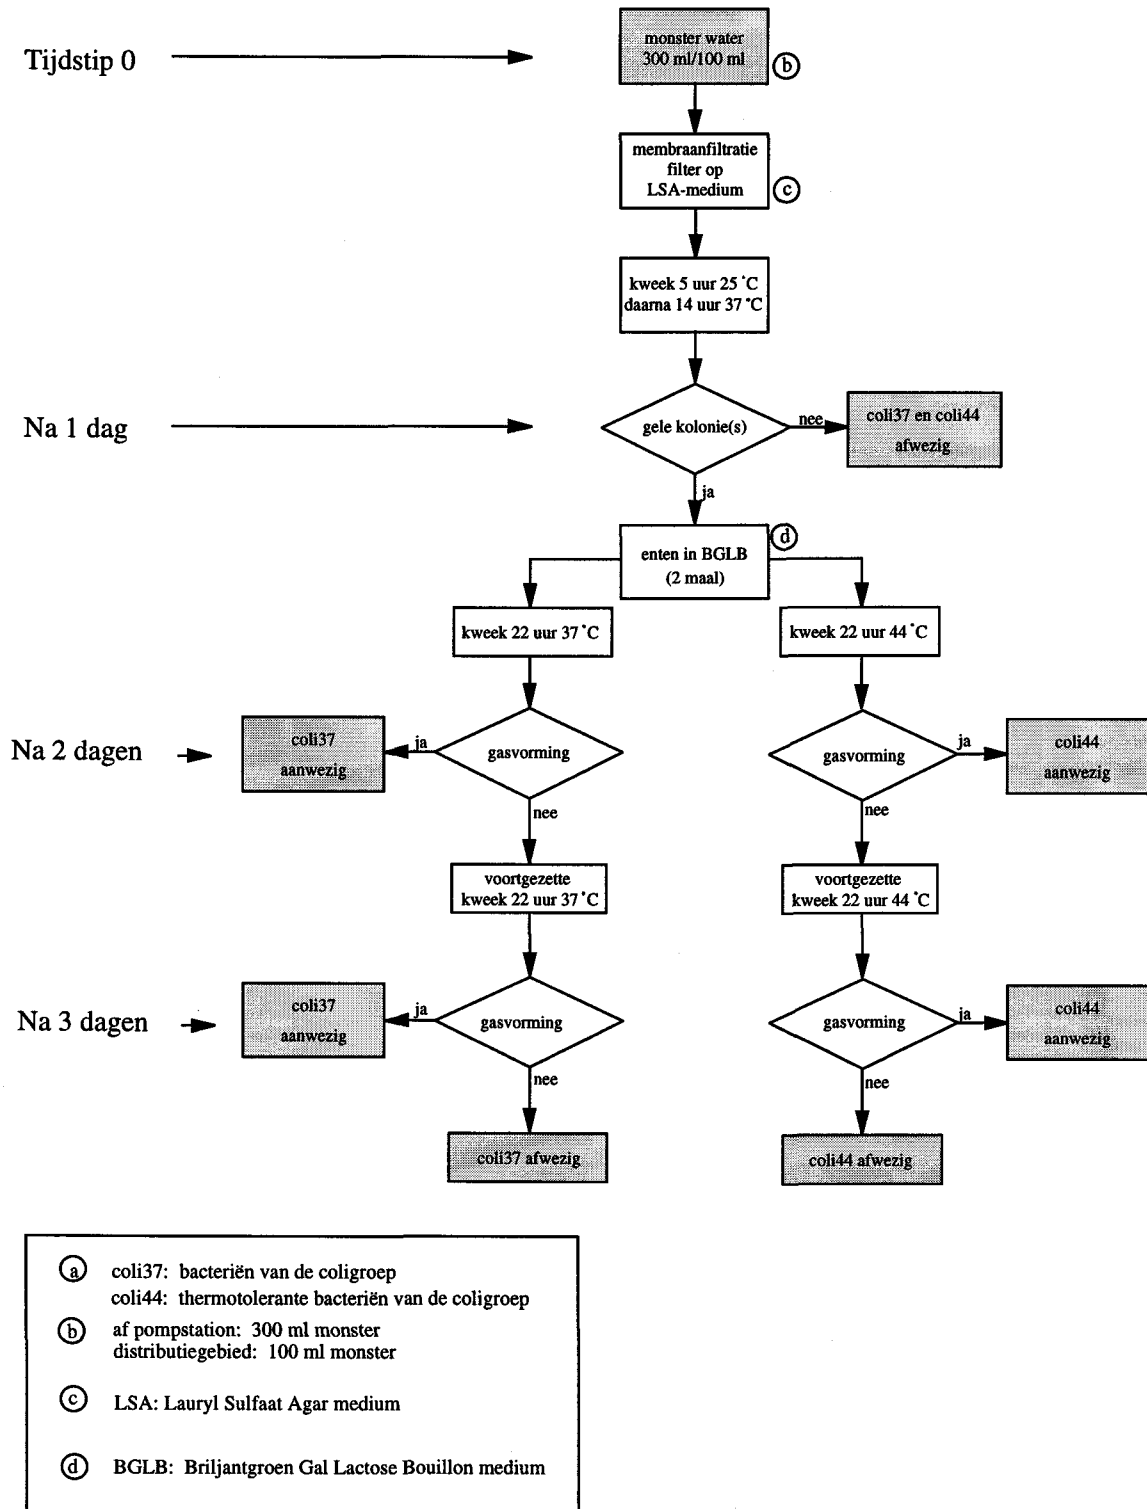 Tijdstip 0
monster water
300 ml/100 ml
b
membraanfiltratie
filter op
LSA-medium
c
kweek 5 uur 25 °C
daarna 14 uur 37 °C
Na 1 dag
gele kolonie(s)
nee
coli37 en coli44
afwezig
ja
enten in BGLB
(2 maal)
d
kweek 22 uur 37 °C
kweek 22 uur 44 °C
Na 2 dagen
coli37
aanwezig
ja
gasvorming
nee
gasvorming
ja
coli44
aanwezig
nee
voortgezette
kweek 22 uur 37 °C
voortgezette
kweek 22 uur 44 °C
Na 3 dagen
coli37
aanwezig
ja
gasvorming
nee
gasvorming
ja
coli44
aanwezig
nee
coli37 afwezig
coli44 afwezig
a coli37: bacteriën van de coligroep
coli44: thermotolerante bacteriën van de coligroep
b af pompstation: 300 ml monster
distributiegebied: 100 ml monster
c LSA: Lauryl Sulfaat Agar medium
d BGLB: Briljantgroen Gal Lactose Bouillon medium